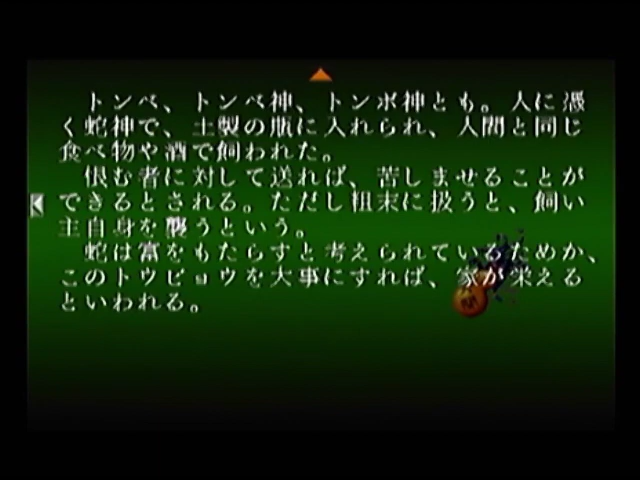 トンベ、トンベ神、トンボ神とも。人に憑
く蛇神で、土製の瓶に入れられ、人間と同じ
食べ物や酒で飼われた。
恨む者に対して送れば、苦しませることが
できるとされる。ただし粗末に扱うと、飼い
主自身を襲うという。
蛇は富をもたらすと考えられているためか、
このトウビョウを大事にすれば、家が栄える
といわれる。